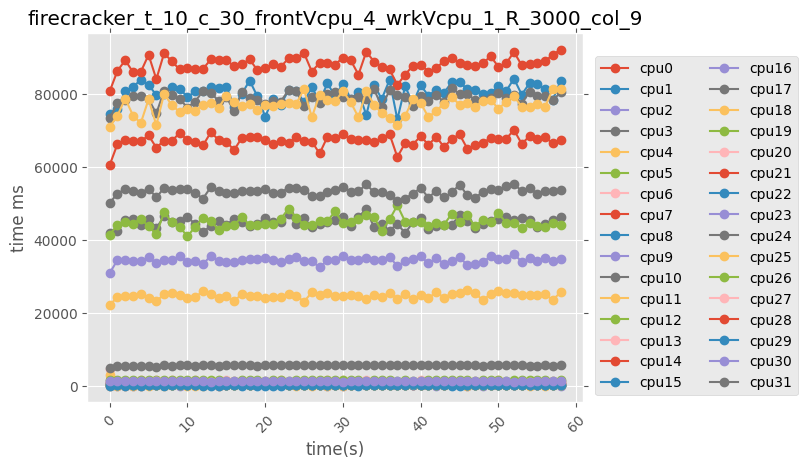 firecracker_t_10_c_30_frontVcpu_4_wrkVcpu_1_R_3000_col_9
time ms
80000
60000
40000
20000
0
0
10
20
30
40
50
60
time(s)
cpu0
cpu1
cpu2
cpu3
cpu4
cpu5
cpu6
cpu7
cpu8
cpu9
cpu10
cpu11
cpu12
cpu13
cpu14
cpu15
cpu16
cpu17
cpu18
cpu19
cpu20
cpu21
cpu22
cpu23
cpu24
cpu25
cpu26
cpu27
cpu28
cpu29
cpu30
cpu31